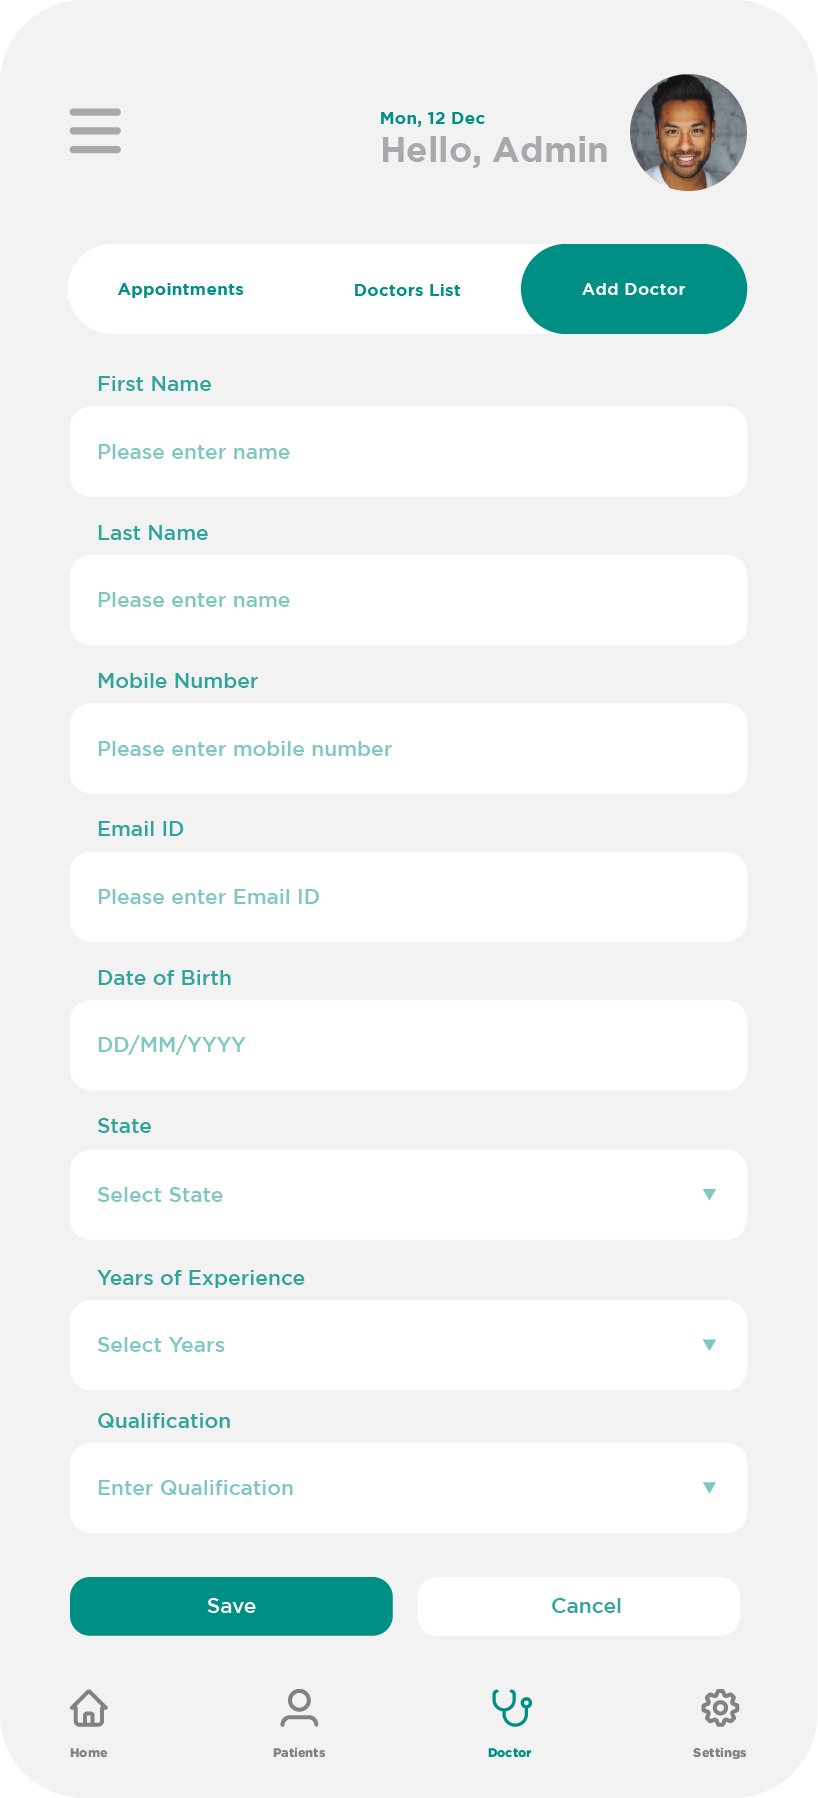 Mon, 12 Dec
Hello, Admin
Appointments
Doctors List
Add Doctor
First Name
Please enter name
Last Name
Please enter name
Mobile Number
Please enter mobile number
Email ID
Please enter Email ID
Date of Birth
DD/MM/YYYY
State
Select State
Years of Experience
Select Years
Qualification
Enter Qualification
Save
Cancel
Home
Patients
Doctor
Settings